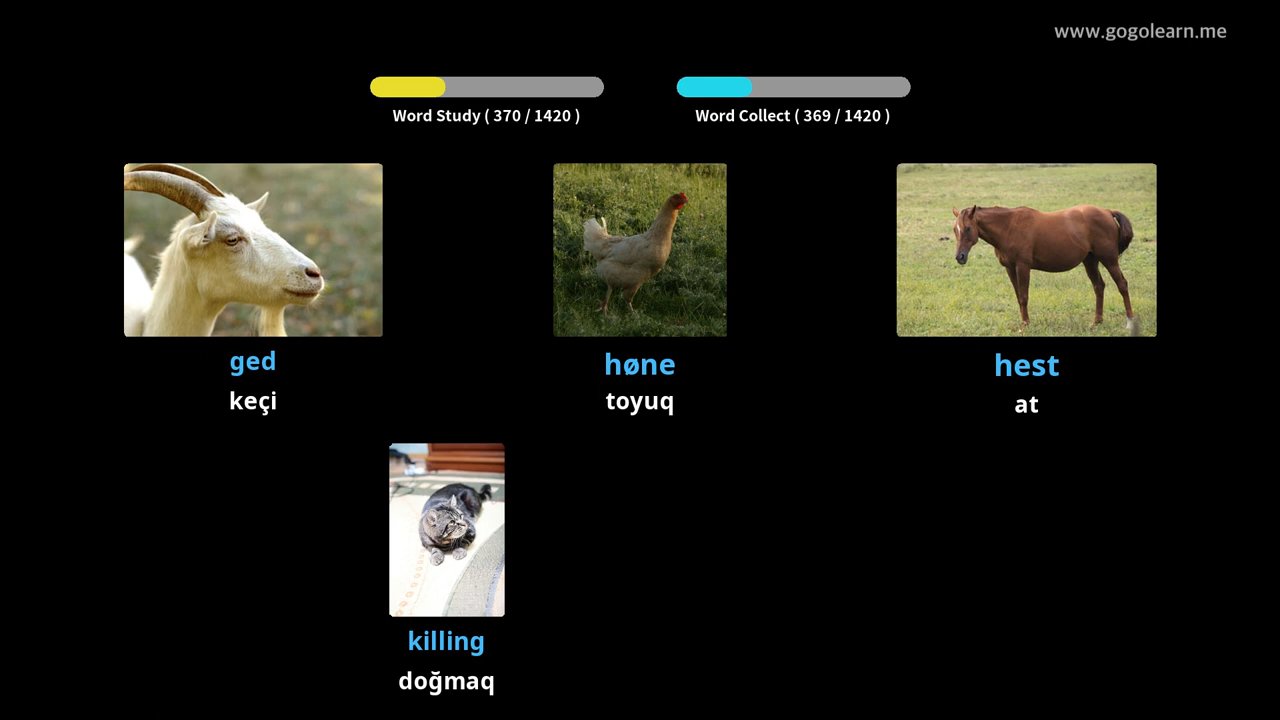 www.gogolearn.me
Word Study ( 370 / 1420 )
Word Collect ( 369 / 1420 )
ged
keçi
høne
toyuq
hest
at
killing
doğmaq